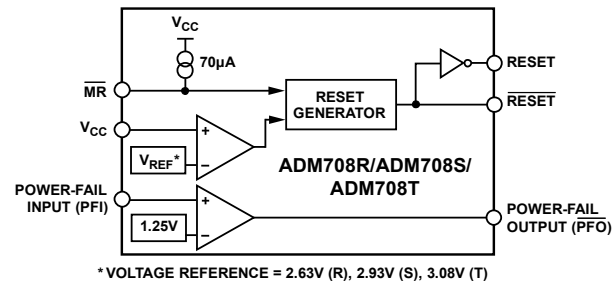 VCC
70µA
MR
RESET
GENERATOR
RESET
RESET
VCC
+
VREF*
−
ADM708R/ADM708S/
ADM708T
POWER-FAIL
INPUT (PFI)
+
1.25V
−
POWER-FAIL
OUTPUT (PFO)
* VOLTAGE REFERENCE = 2.63V (R), 2.93V (S), 3.08V (T)